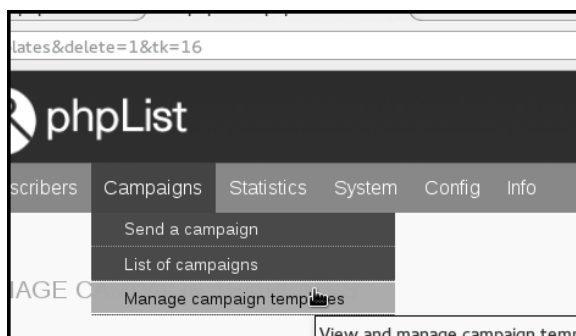 lates&delete=1&tk=16
phpList
scribers Campaigns Statistics System Config Info
Send a campaign
List of campaigns
IAGE C
Manage campaign templates
View and manage campaign temp